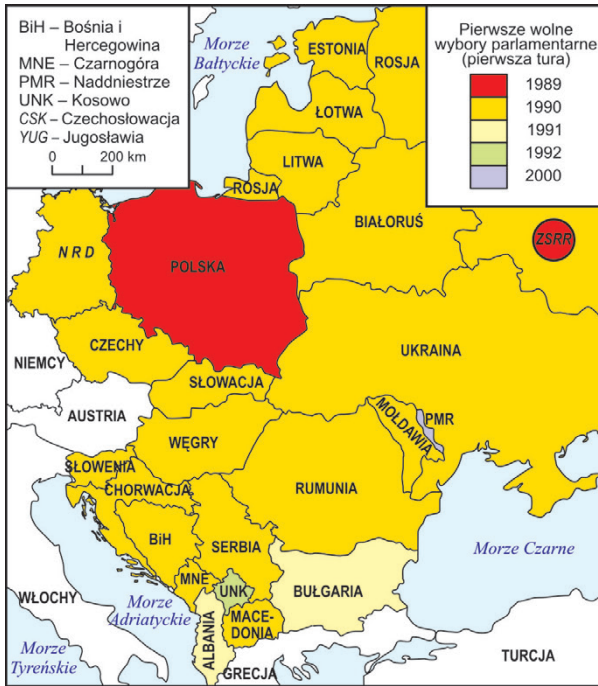 BiH – Bośnia i
Hercegowina
MNE – Czarnogóra
PMR – Naddniestrze
UNK – Kosowo
CSK – Czechosłowacja
YUG – Jugosławia
0 200 km
Pierwsze wolne
wybory parlamentarne
(pierwsza tura)
1989
1990
1991
1992
2000
Morze
Bałtyckie
ESTONIA
ROSJA
ŁOTWA
LITWA
ROSJA
BIAŁORUŚ
ZSRR
NRD
POLSKA
CZECHY
UKRAINA
NIEMCY
SŁOWACJA
AUSTRIA
MOŁDAWIA
PMR
WĘGRY
SŁOWENIA
CHORWACJA
RUMUNIA
BiH
SERBIA
Morze Czarne
MNE
UNK
BUŁGARIA
WŁOCHY
Morze
Adriatyckie
MACE-
DONIA
ALBANIA
Morze
Tyreńskie
GRECJA
TURCJA